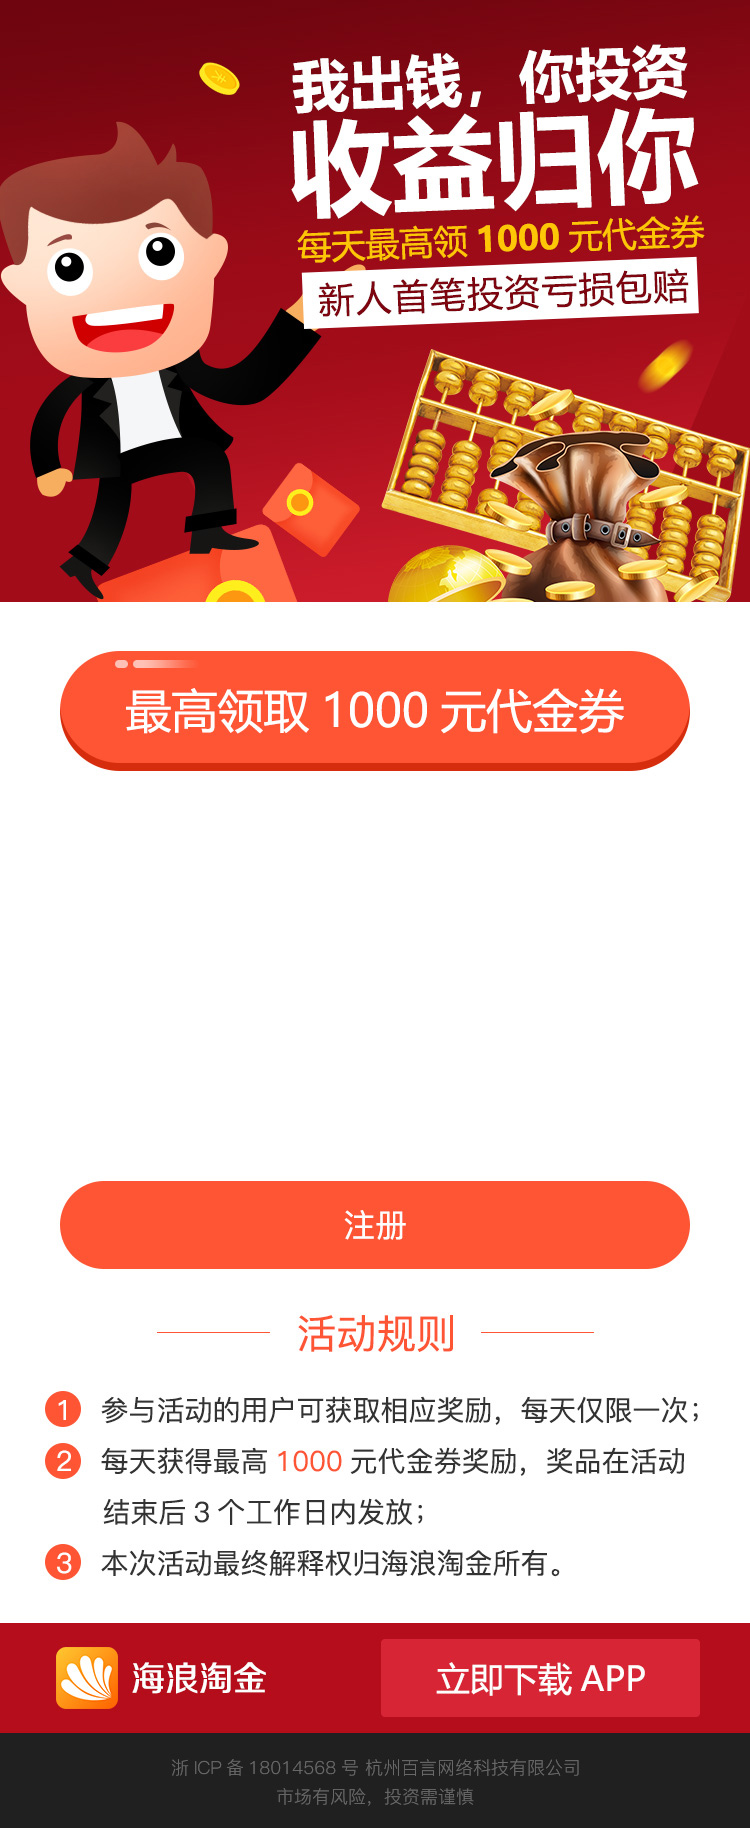 我出钱，你投资
收益归你
每天最高领 1000 元代金券
新人首笔投资亏损包赔
最高领取 1000 元代金券
注册
活动规则
1 参与活动的用户可获取相应奖励，每天仅限一次；
2 每天获得最高 1000 元代金券奖励，奖品在活动
结束后 3 个工作日内发放；
3 本次活动最终解释权归海浪淘金所有。
海浪淘金
立即下载 APP
浙 ICP 备 18014568 号 杭州百言网络科技有限公司
市场有风险，投资需谨慎